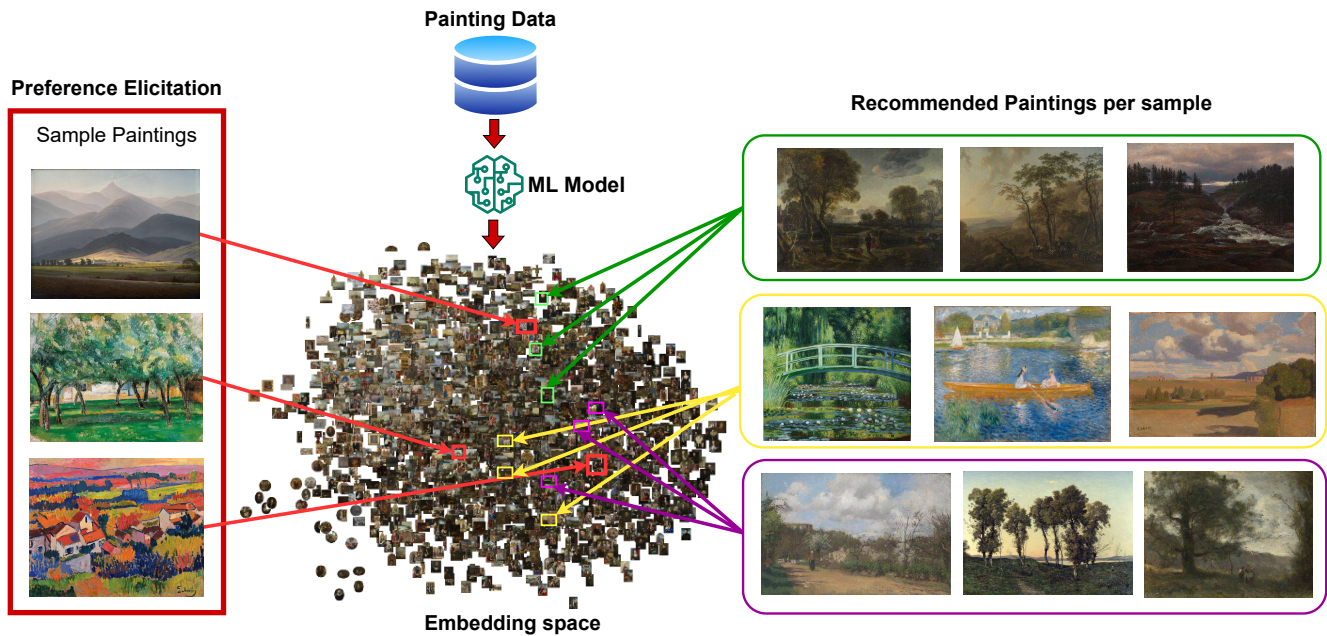 Painting Data
Preference Elicitation
Sample Paintings
ML Model
Recommended Paintings per sample
Embedding space